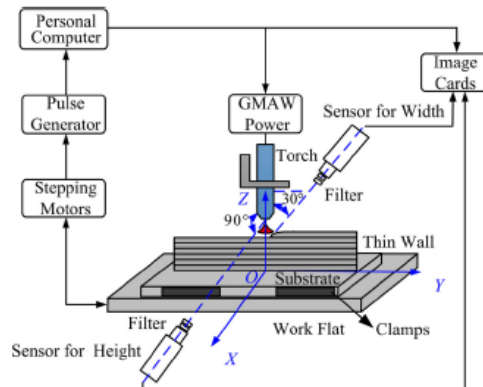 Personal
Computer
Image
Cards
Pulse
Generator
GMAW
Power
Sensor for Width
Torch
Filter
Stepping
Motors
Z
30°
90°
Thin Wall
Substrate
O
Y
Filter
Work Flat
Clamps
Sensor for Height
X